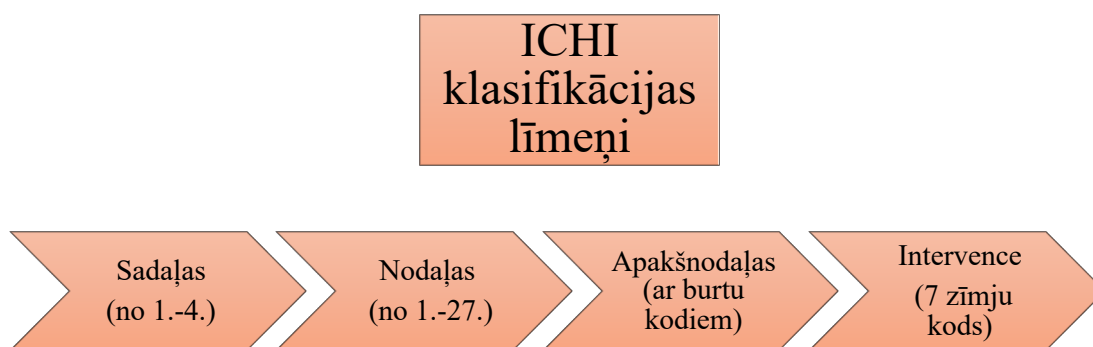 ICHI
klasifikācijas
līmeņi
Sadaļas
(no 1.-4.)
Nodaļas
(no 1.-27.)
Apakšnodaļas
(ar burtu
kodiem)
Intervence
(7 zīmju
kods)